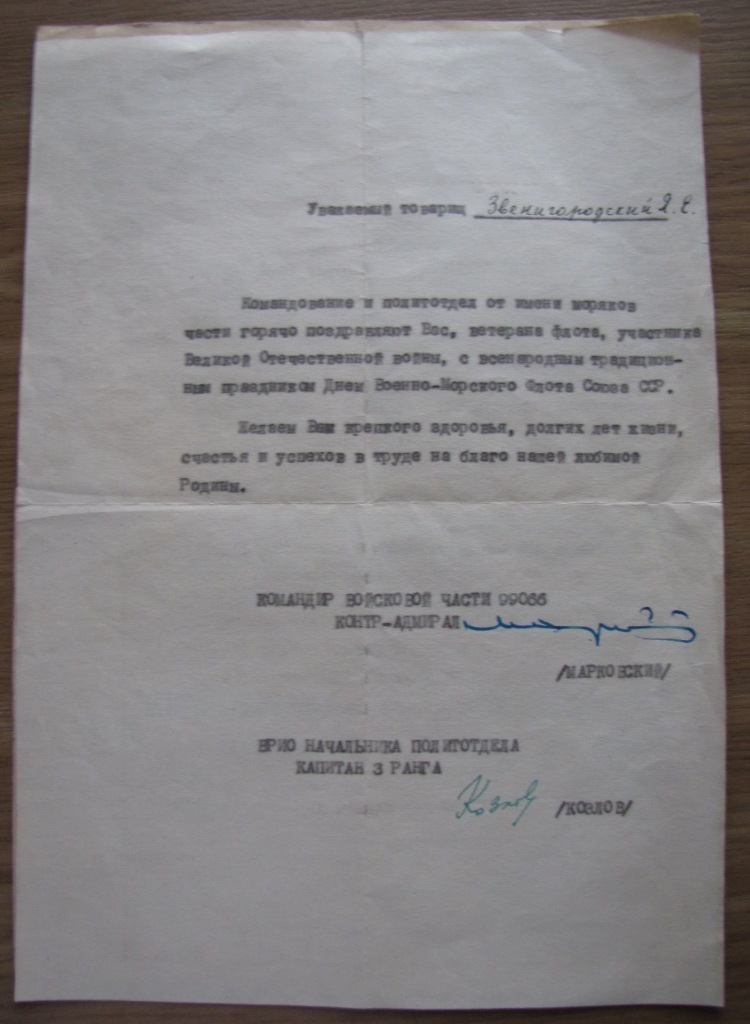 Уважаемый товарищ Звенигородский Я.Е.
Командование и политотдел от имени моряков
части горячо поздравляют Вас, ветерана флота, участника
Великой Отечественной войны, с всенародным традицион-
ным праздником Днем Военно-Морского Флота Союза ССР.
Желаем Вам крепкого здоровья, долгих лет жизни,
счастья и успехов в труде на благо нашей любимой
Родины.
КОМАНДИР ВОЙСКОВОЙ ЧАСТИ 99066
КОНТР-АДМИРАЛ
/МАРКОВСКИЙ/
ВРИО НАЧАЛЬНИКА ПОЛИТОТДЕЛА
КАПИТАН 3 РАНГА
Козлов /КОЗЛОВ/